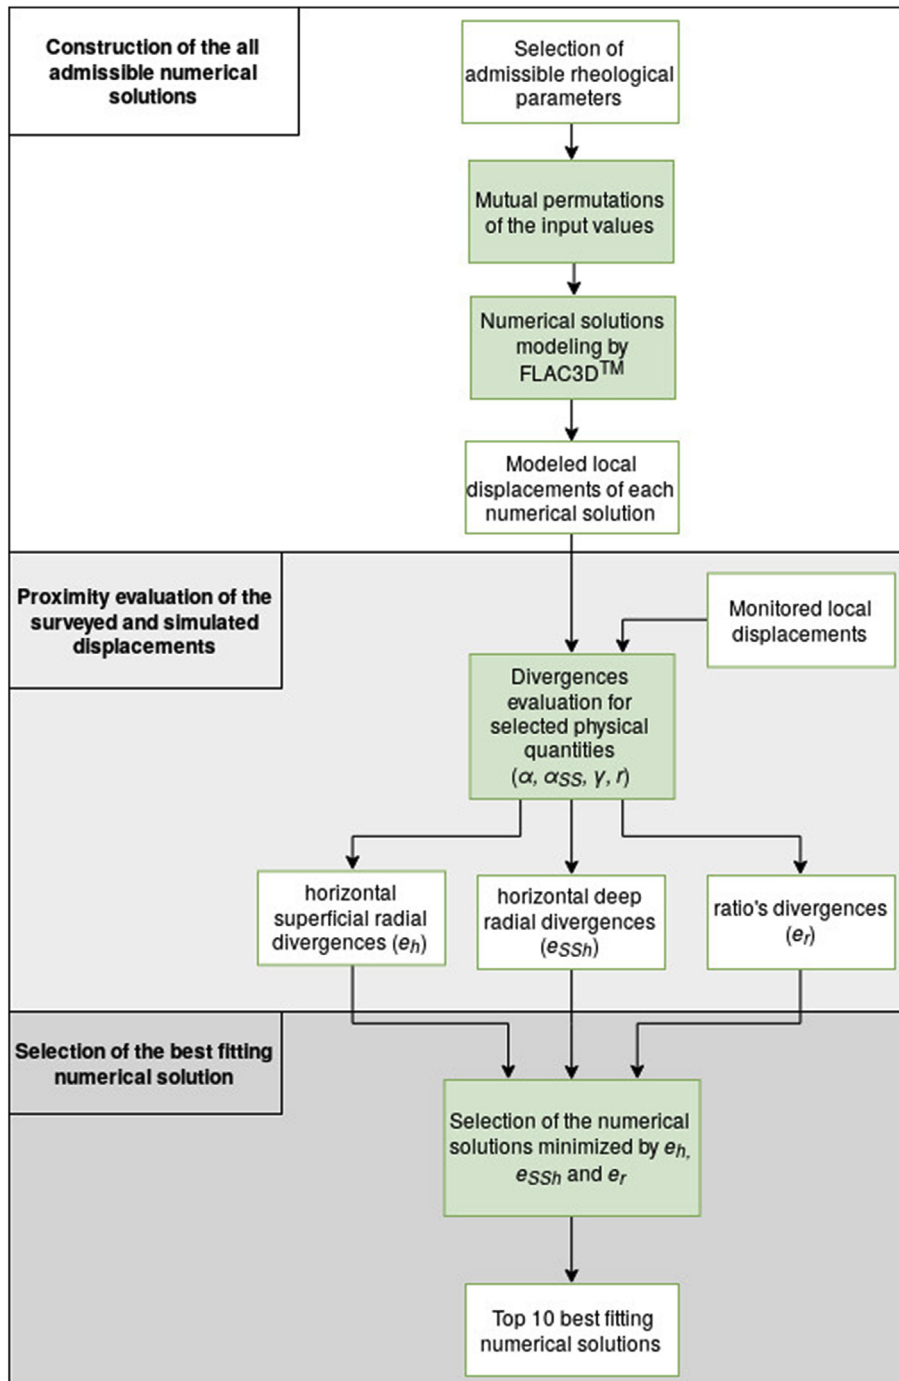 Construction of the all
admissible numerical
solutions
Selection of
admissible rheological
parameters
Mutual permutations
of the input values
Numerical solutions
modeling by
FLAC3D™
Modeled local
displacements of each
numerical solution
Proximity evaluation of the
surveyed and simulated
displacements
Monitored local
displacements
Divergences
evaluation for
selected physical
quantities
(α, αSS, γ, r)
horizontal
superficial radial
divergences (eh)
horizontal deep
radial divergences
(eSSh)
ratio's divergences
(er)
Selection of the best fitting
numerical solution
Selection of the numerical
solutions minimized by eh,
eSSh and er
Top 10 best fitting
numerical solutions